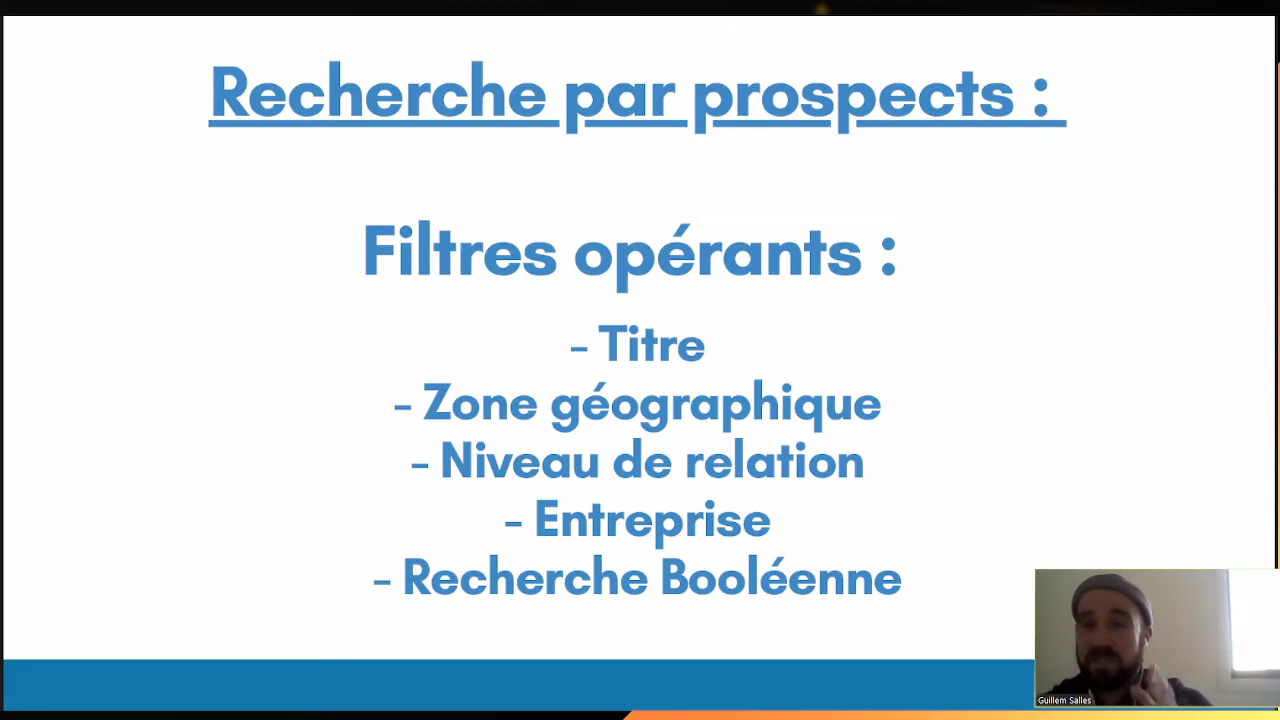 Recherche par prospects :
Filtres opérants :
- Titre
- Zone géographique
- Niveau de relation
- Entreprise
- Recherche Booléenne
Guillem Salles